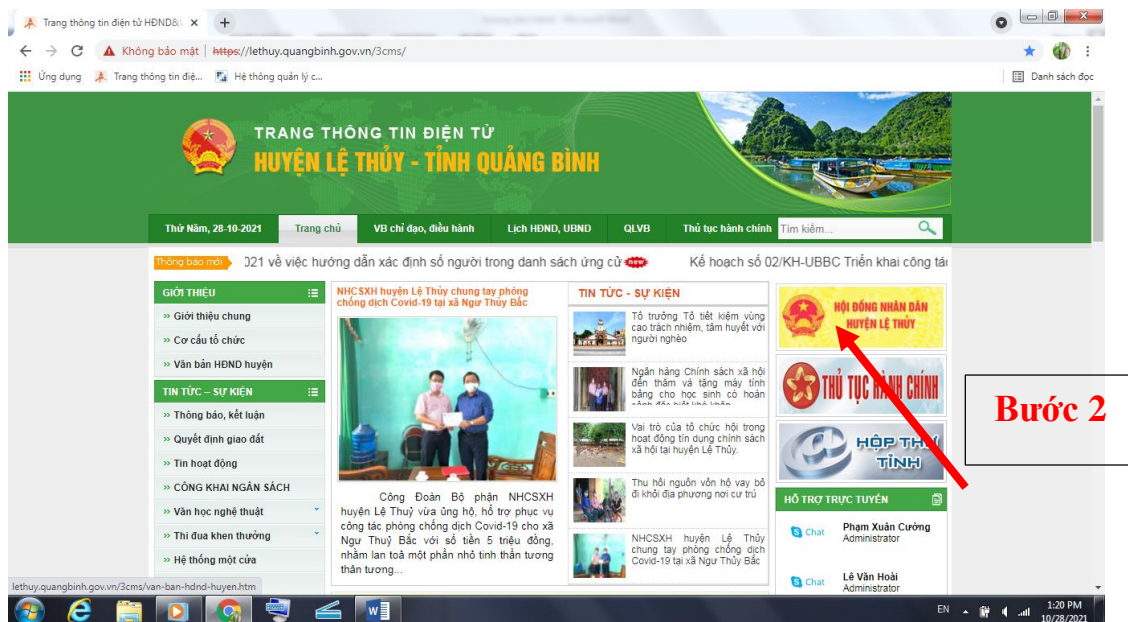 Trang thông tin điện tử HĐND&U
Không bảo mật | https://lethuy.quangbinh.gov.vn/3cms/
Ứng dụng Trang thông tin điệ... Hệ thông quản lý c... Danh sách đọc
TRANG THÔNG TIN ĐIỆN TỬ
HUYỆN LỆ THỦY - TỈNH QUẢNG BÌNH
Thứ Năm, 28-10-2021 Trang chủ VB chỉ đạo, điều hành Lịch HĐND, UBND QLVB Thủ tục hành chính Tìm kiếm...
Thông báo mới 021 về việc hướng dẫn xác định số người trong danh sách ứng cử new Kế hoạch số 02/KH-UBBC Triển khai công tác
GIỚI THIỆU
» Giới thiệu chung
» Cơ cấu tổ chức
» Văn bản HĐND huyện
TIN TỨC – SỰ KIỆN
» Thông báo, kết luận
» Quyết định giao đất
» Tin hoạt động
» CÔNG KHAI NGÂN SÁCH
» Văn học nghệ thuật
» Thi đua khen thưởng
» Hệ thống một cửa
NHCSXH huyện Lệ Thủy chung tay phòng
chống dịch Covid-19 tại xã Ngư Thủy Bắc
Công Đoàn Bộ phận NHCSXH
huyện Lệ Thuỷ vừa ủng hộ, hỗ trợ phục vụ
công tác phòng chống dịch Covid-19 cho xã
Ngư Thuỷ Bắc với số tiền 5 triệu đồng,
nhằm lan toả một phần nhỏ tinh thần tương
thân tương...
TIN TỨC - SỰ KIỆN
Tổ trưởng Tổ tiết kiệm vùng
cao trách nhiệm, tâm huyết với
người nghèo
Ngân hàng Chính sách xã hội
đến thăm và tặng máy tính
bảng cho học sinh có hoàn
cảnh đặc biệt khó khăn
Vai trò của tổ chức hội trong
hoạt động tín dụng chính sách
xã hội tại huyện Lệ Thủy.
Thu hồi nguồn vốn hộ vay bỏ
đi khỏi địa phương nơi cư trú
NHCSXH huyện Lệ Thủy
chung tay phòng chống dịch
Covid-19 tại xã Ngư Thủy Bắc
HỘI ĐỒNG NHÂN DÂN
HUYỆN LỆ THỦY
THỦ TỤC HÀNH CHÍNH
HỘP THƯ
TỈNH
HỖ TRỢ TRỰC TUYẾN
Chat Phạm Xuân Cường
Administrator
Chat Lê Văn Hoài
Administrator
Bước 2
lethuy.quangbinh.gov.vn/3cms/van-ban-hdnd-huyen.htm
EN 1:20 PM
10/28/2021